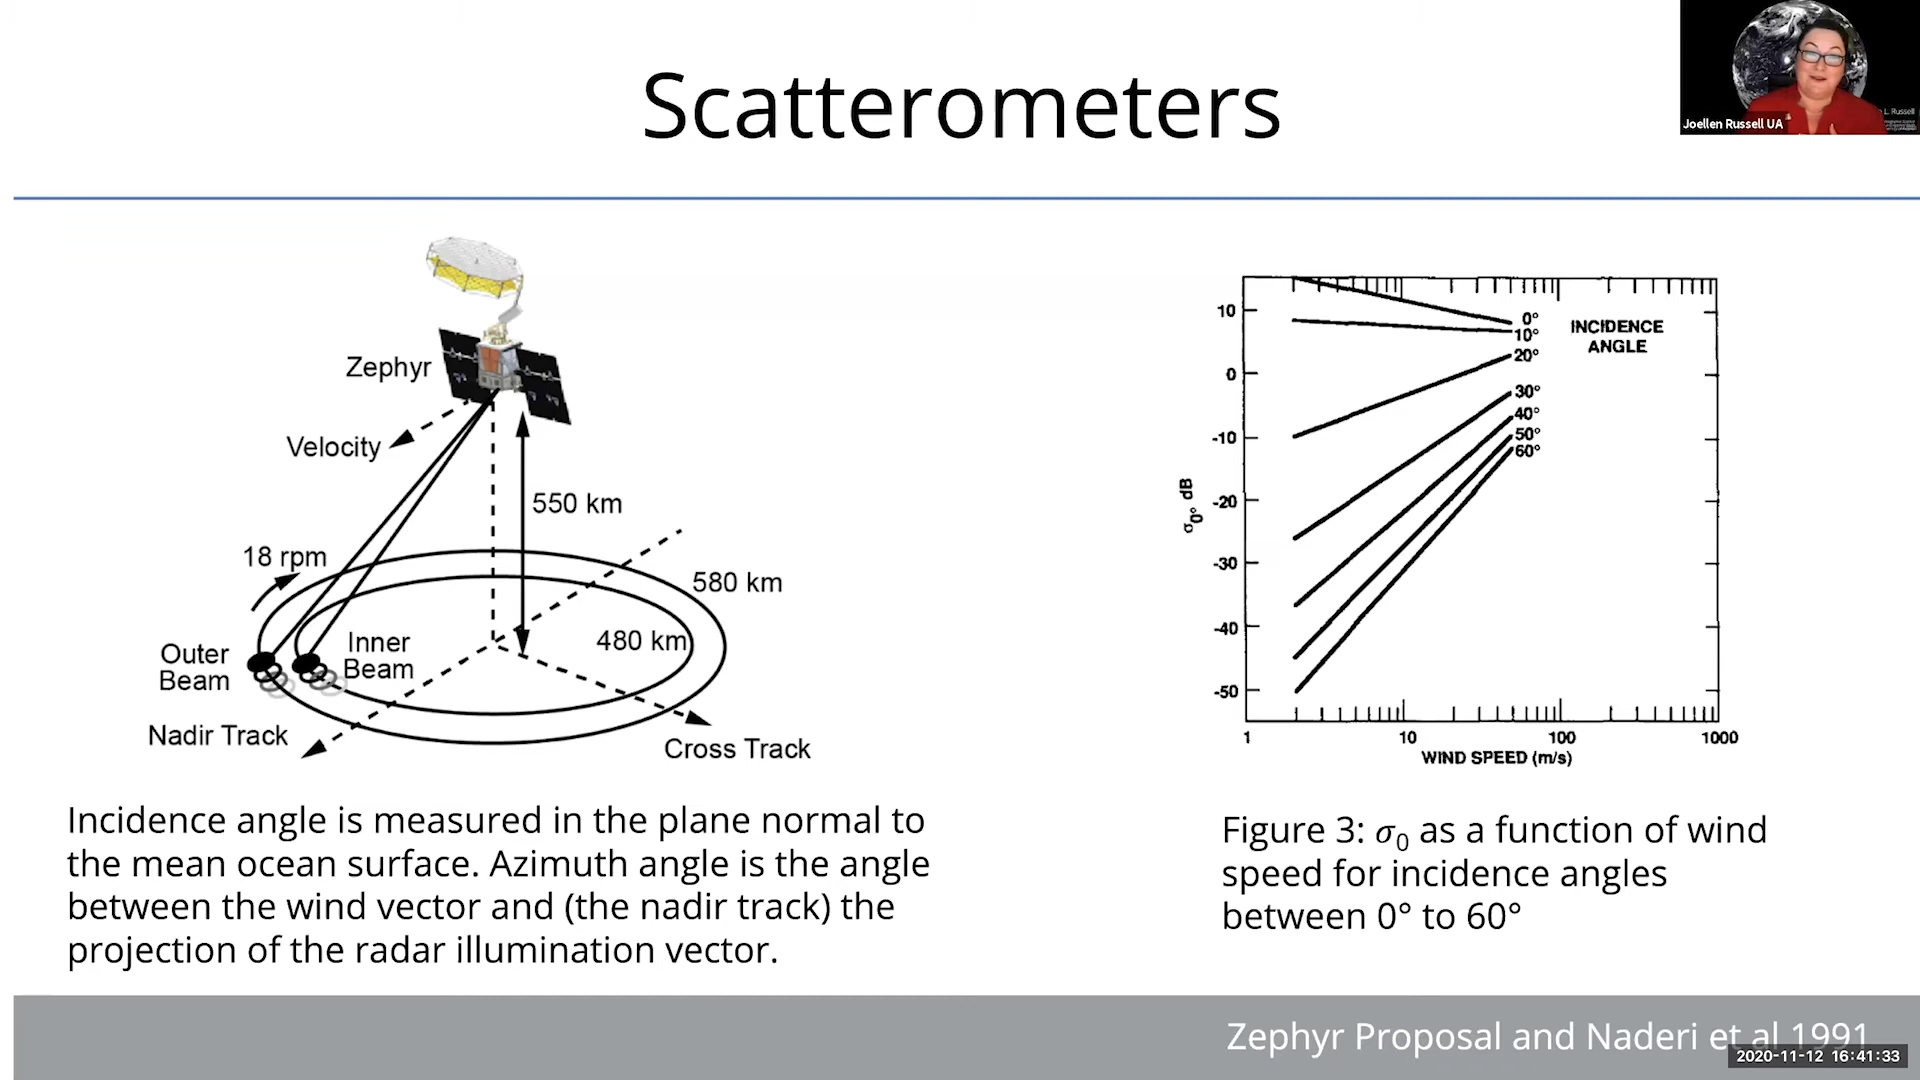 Scatterometers
L. Russell
Joellen Russell UA
Zephyr
Velocity
550 km
18 rpm
580 km
480 km
Outer
Beam
Inner
Beam
Nadir Track
Cross Track
10
0
-10
-20
-30
-40
-50
σ0° dB
0°
10°
20°
30°
40°
50°
60°
INCIDENCE
ANGLE
1
10
100
1000
WIND SPEED (m/s)
Incidence angle is measured in the plane normal to
the mean ocean surface. Azimuth angle is the angle
between the wind vector and (the nadir track) the
projection of the radar illumination vector.
Figure 3: σ0 as a function of wind
speed for incidence angles
between 0° to 60°
Zephyr Proposal and Naderi et al 1991
2020-11-12 16:41:33